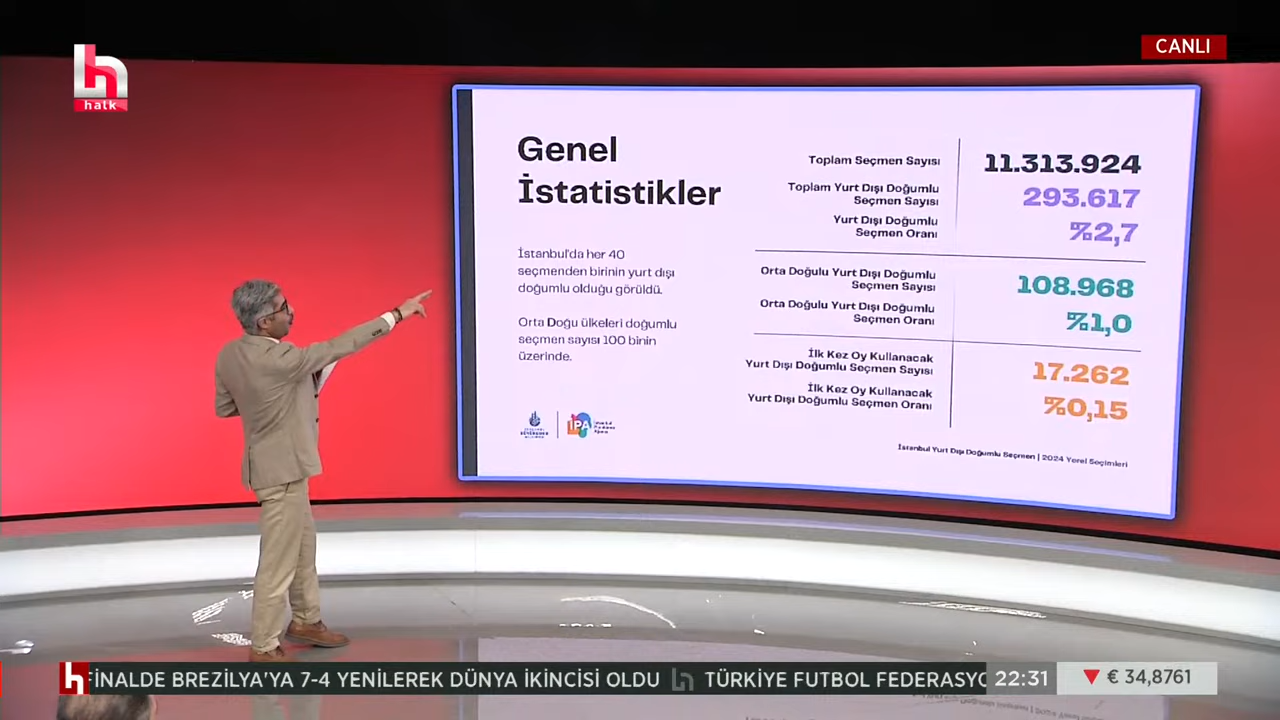 CANLI
halk
Genel
İstatistikler
İstanbul'da her 40
seçmenden birinin yurt dışı
doğumlu olduğu görüldü.
Orta Doğu ülkeleri doğumlu
seçmen sayısı 100 binin
üzerinde.
İPA
Toplam Seçmen Sayısı
11.313.924
Toplam Yurt Dışı Doğumlu
Seçmen Sayısı
293.617
Yurt Dışı Doğumlu
Seçmen Oranı
%2,7
Orta Doğulu Yurt Dışı Doğumlu
Seçmen Sayısı
108.968
Orta Doğulu Yurt Dışı Doğumlu
Seçmen Oranı
%1,0
İlk Kez Oy Kullanacak
Yurt Dışı Doğumlu Seçmen Sayısı
17.262
İlk Kez Oy Kullanacak
Yurt Dışı Doğumlu Seçmen Oranı
%0,15
İstanbul Yurt Dışı Doğumlu Seçmen | 2024 Yerel Seçimleri
FİNALDE BREZİLYA'YA 7-4 YENİLEREK DÜNYA İKİNCİSİ OLDU TÜRKİYE FUTBOL FEDERASYO 22:31 € 34,8761